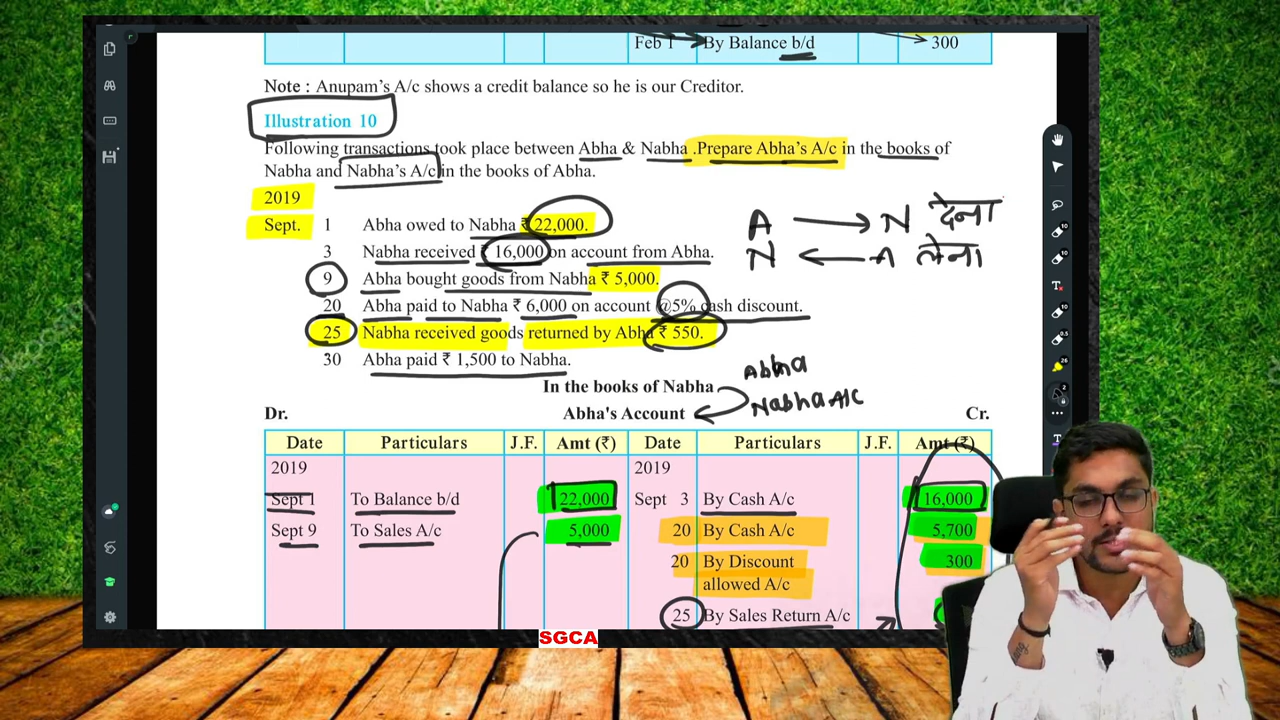 Feb 1 By Balance b/d 300
Note : Anupam's A/c shows a credit balance so he is our Creditor.
Illustration 10
Following transactions took place between Abha & Nabha .Prepare Abha's A/c in the books of
Nabha and Nabha's A/c in the books of Abha.
2019
Sept. 1 Abha owed to Nabha ₹ 22,000.
3 Nabha received ₹ 16,000 on account from Abha.
9 Abha bought goods from Nabha ₹ 5,000.
20 Abha paid to Nabha ₹ 6,000 on account @5% cash discount.
25 Nabha received goods returned by Abha ₹ 550.
30 Abha paid ₹ 1,500 to Nabha.
A → N देना
N ← A लेना
Abha
Nabha A/C
In the books of Nabha
Dr. Abha's Account Cr.
Date Particulars J.F. Amt (₹) Date Particulars J.F. Amt (₹)
2019 2019
Sept 1 To Balance b/d 22,000 Sept 3 By Cash A/c 16,000
Sept 9 To Sales A/c 5,000 20 By Cash A/c 5,700
20 By Discount 300
allowed A/c
25 By Sales Return A/c
SGCA